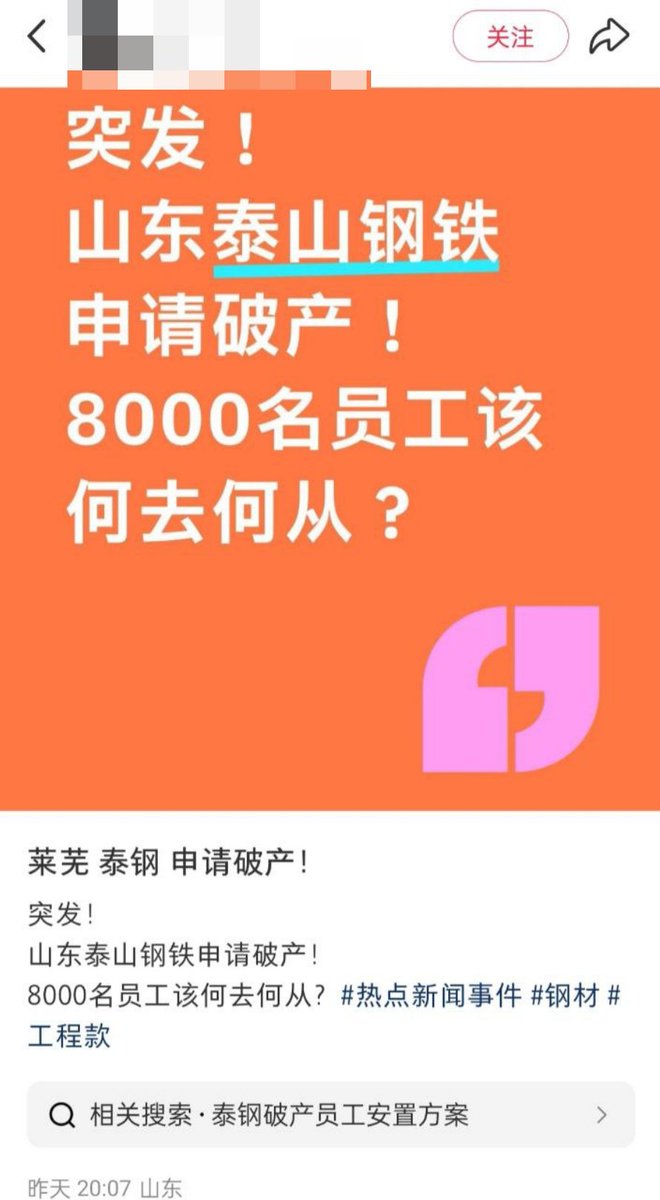 关注
突发！
山东泰山钢铁
申请破产！
8000名员工该
何去何从？
莱芜 泰钢 申请破产！
突发！
山东泰山钢铁申请破产！
8000名员工该何去何从？#热点新闻事件 #钢材 #
工程款
相关搜索·泰钢破产员工安置方案
昨天 20:07 山东